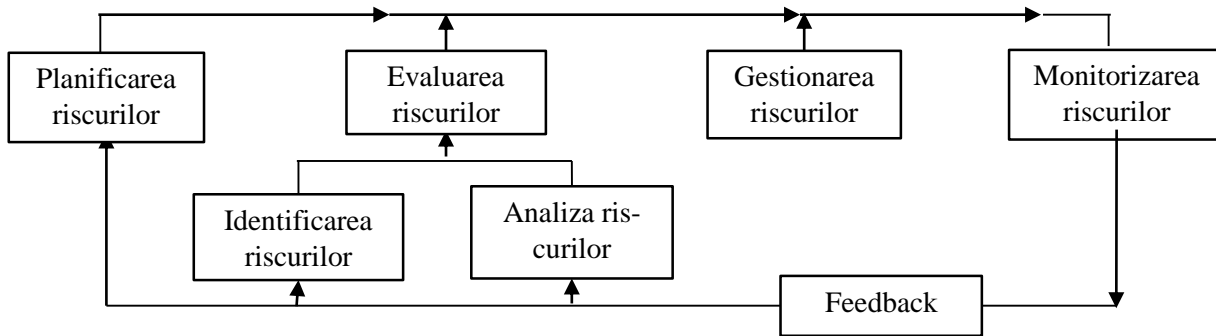 Planificarea
riscurilor
Evaluarea
riscurilor
Gestionarea
riscurilor
Monitorizarea
riscurilor
Identificarea
riscurilor
Analiza ris-
curilor
Feedback